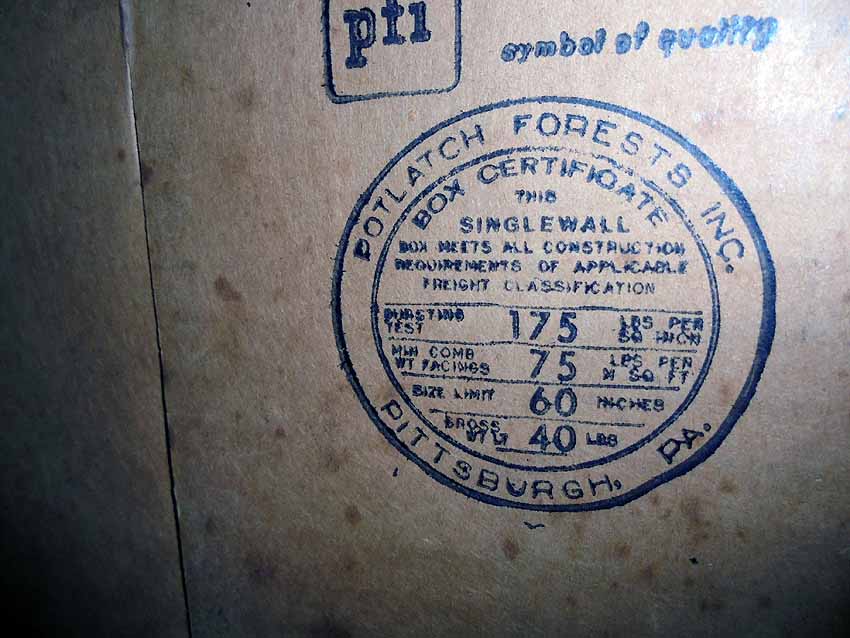 pfi
symbol of quality
POTLATCH FORESTS INC.
BOX CERTIFICATE
THIS
SINGLEWALL
BOX MEETS ALL CONSTRUCTION
REQUIREMENTS OF APPLICABLE
FREIGHT CLASSIFICATION
BURSTING TEST 175 LBS PER SQ INCH
MIN COMB WT FACINGS 75 LBS PER M SQ FT
SIZE LIMIT 60 INCHES
GROSS WT LT 40 LBS
PITTSBURGH, PA.